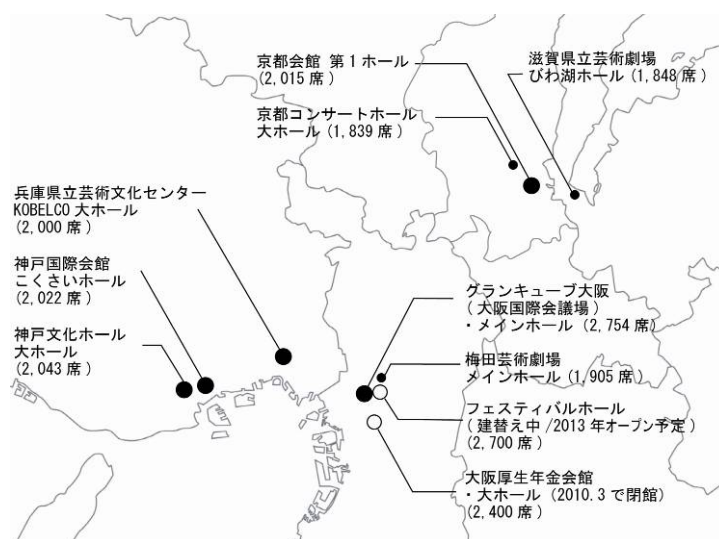 京都会館 第１ホール
(2,015 席 )
滋賀県立芸術劇場
びわ湖ホール (1,848 席 )
京都コンサートホール
大ホール (1,839 席 )
兵庫県立芸術文化センター
KOBELCO 大ホール
(2,000 席 )
神戸国際会館
こくさいホール
(2,022 席 )
神戸文化ホール
大ホール
(2,043 席 )
グランキューブ大阪
( 大阪国際会議場 )
・メインホール (2,754 席 )
梅田芸術劇場
メインホール (1,905 席 )
フェスティバルホール
( 建替え中 /2013 年オープン予定 )
(2,700 席 )
大阪厚生年金会館
・大ホール (2010.3 で閉館 )
(2,400 席 )